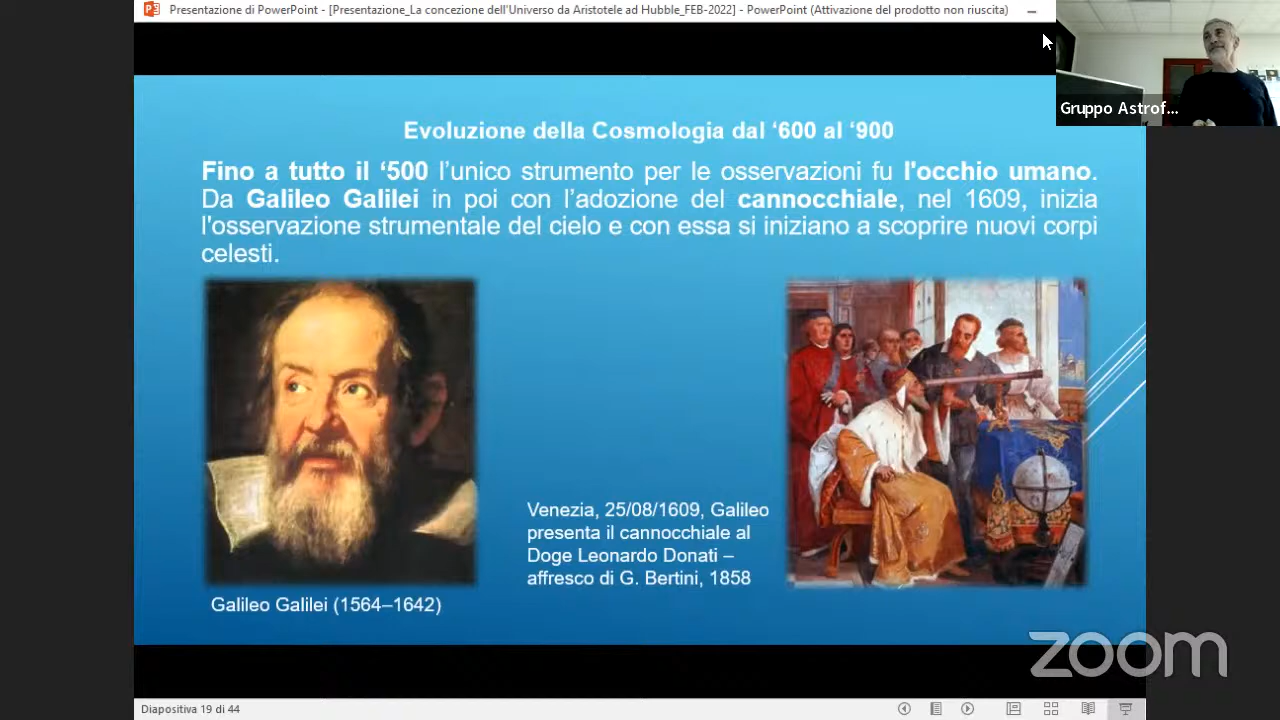 Presentazione di PowerPoint - [Presentazione_La concezione dell'Universo da Aristotele ad Hubble_FEB-2022] - PowerPoint (Attivazione del prodotto non riuscita)
Gruppo Astrof...
Evoluzione della Cosmologia dal ‘600 al ‘900
Fino a tutto il ‘500 l’unico strumento per le osservazioni fu l'occhio umano.
Da Galileo Galilei in poi con l’adozione del cannocchiale, nel 1609, inizia
l'osservazione strumentale del cielo e con essa si iniziano a scoprire nuovi corpi
celesti.
Venezia, 25/08/1609, Galileo
presenta il cannocchiale al
Doge Leonardo Donati –
affresco di G. Bertini, 1858
Galileo Galilei (1564–1642)
zoom
Diapositiva 19 di 44